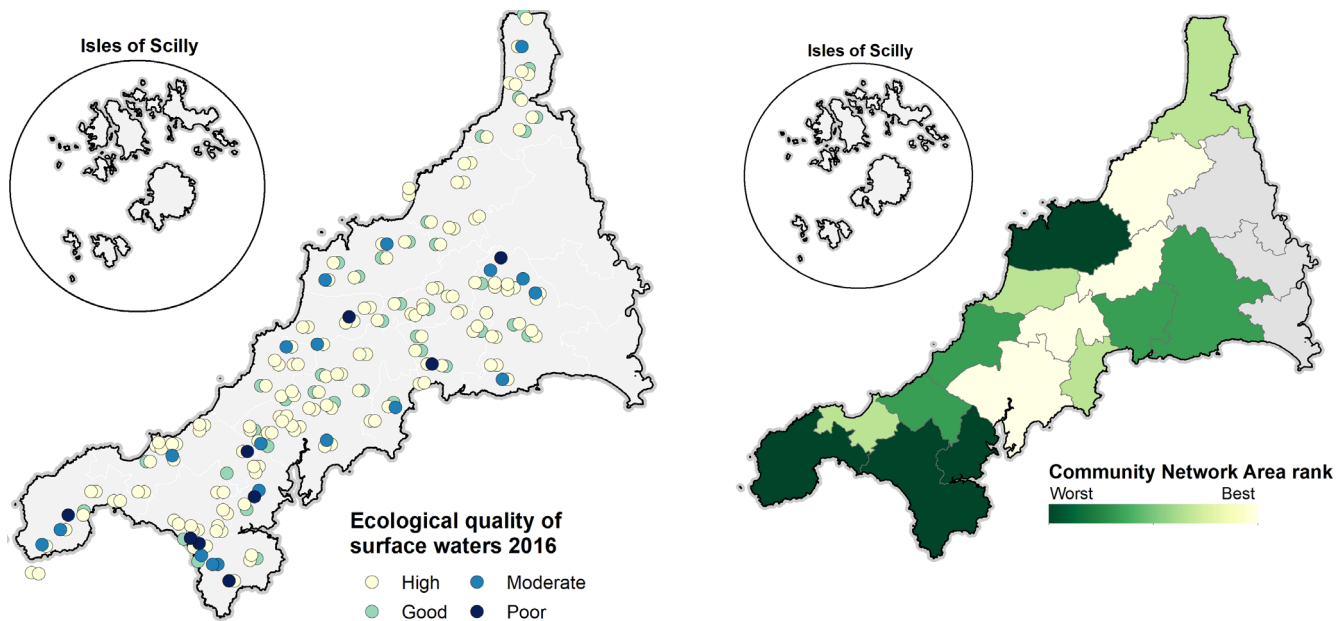 Isles of Scilly
Ecological quality of
surface waters 2016
High
Moderate
Good
Poor
Isles of Scilly
Community Network Area rank
Worst
Best